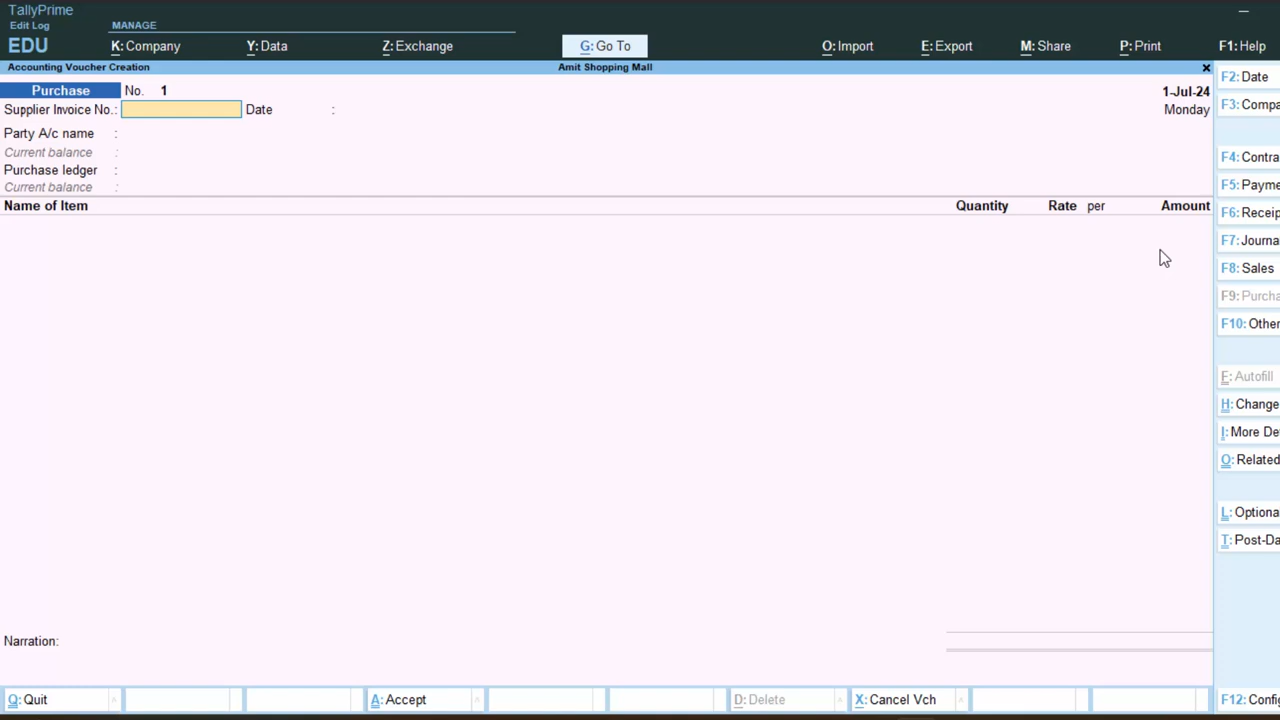 TallyPrime
Edit Log
MANAGE
EDU
K: Company
Y: Data
Z: Exchange
G: Go To
O: Import
E: Export
M: Share
P: Print
F1: Help
Accounting Voucher Creation
Amit Shopping Mall
Purchase No. 1
1-Jul-24
Supplier Invoice No.: Date :
Monday
Party A/c name :
Current balance :
Purchase ledger :
Current balance :
Name of Item Quantity Rate per Amount
Narration:
F2: Date
F3: Compa
F4: Contra
F5: Payme
F6: Receip
F7: Journa
F8: Sales
F9: Purcha
F10: Other
F: Autofill
H: Change
I: More Det
O: Related
L: Optiona
T: Post-Da
Q: Quit
A: Accept
D: Delete
X: Cancel Vch
F12: Config